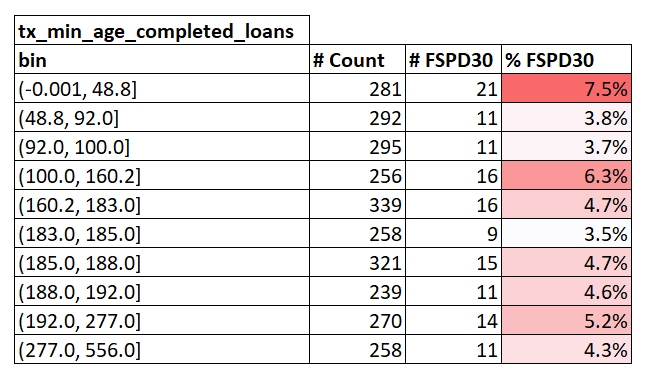 tx_min_age_completed_loans
bin # Count # FSPD30 % FSPD30
(-0.001, 48.8] 281 21 7.5%
(48.8, 92.0] 292 11 3.8%
(92.0, 100.0] 295 11 3.7%
(100.0, 160.2] 256 16 6.3%
(160.2, 183.0] 339 16 4.7%
(183.0, 185.0] 258 9 3.5%
(185.0, 188.0] 321 15 4.7%
(188.0, 192.0] 239 11 4.6%
(192.0, 277.0] 270 14 5.2%
(277.0, 556.0] 258 11 4.3%